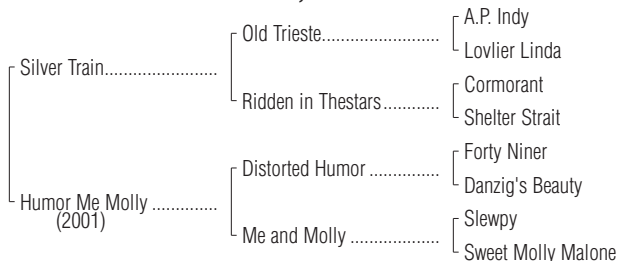 A.P. Indy
Old Trieste........................
Lovlier Linda
Silver Train.......................
Cormorant
Ridden in Thestars............
Shelter Strait
Forty Niner
Distorted Humor ...............
Danzig's Beauty
Humor Me Molly ..............
(2001)
Slewpy
Me and Molly ...................
Sweet Molly Malone